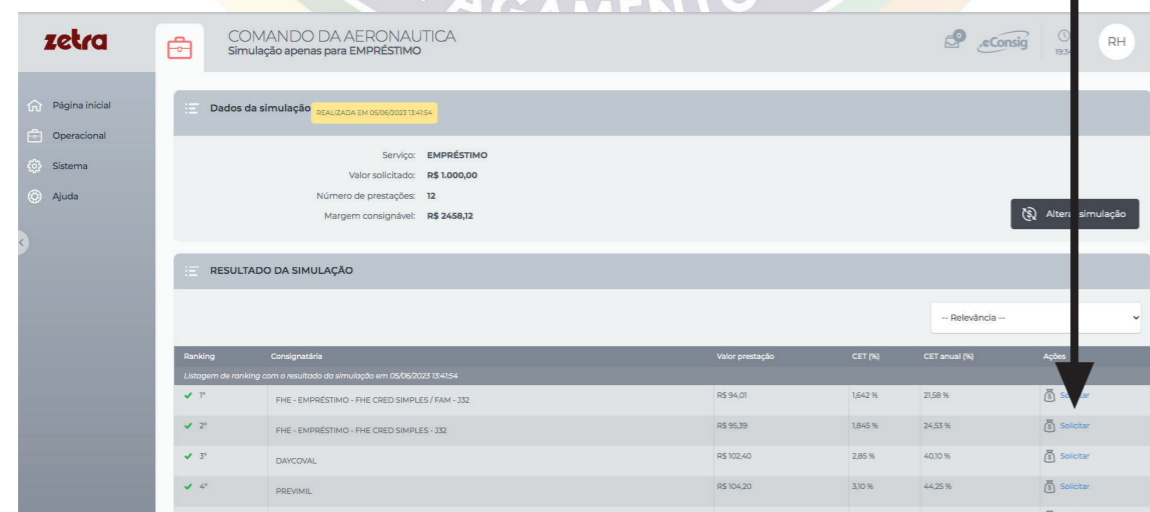 PAGAMENTO
zetra
COMANDO DA AERONAUTICA
Simulação apenas para EMPRÉSTIMO
eConsig
RH
Página inicial
Operacional
Sistema
Ajuda
Dados da simulação REALIZADA EM 05/06/2023 13:41:54
Serviço: EMPRÉSTIMO
Valor solicitado: R$ 1.000,00
Número de prestações: 12
Margem consignável: R$ 2458,12
Alterar simulação
RESULTADO DA SIMULAÇÃO
-- Relevância --
Ranking Consignatária Valor prestação CET (%) CET anual (%) Ações
Listagem de ranking com o resultado da simulação em 05/06/2023 13:41:54
1º FHE - EMPRÉSTIMO - FHE CRED SIMPLES / FAM - J32 R$ 94,01 1,642 % 21,58 % Solicitar
2º FHE - EMPRÉSTIMO - FHE CRED SIMPLES - J32 R$ 95,39 1,845 % 24,53 % Solicitar
3º DAYCOVAL R$ 102,40 2,85 % 40,10 % Solicitar
4º PREVIMIL R$ 104,20 3,10 % 44,25 % Solicitar